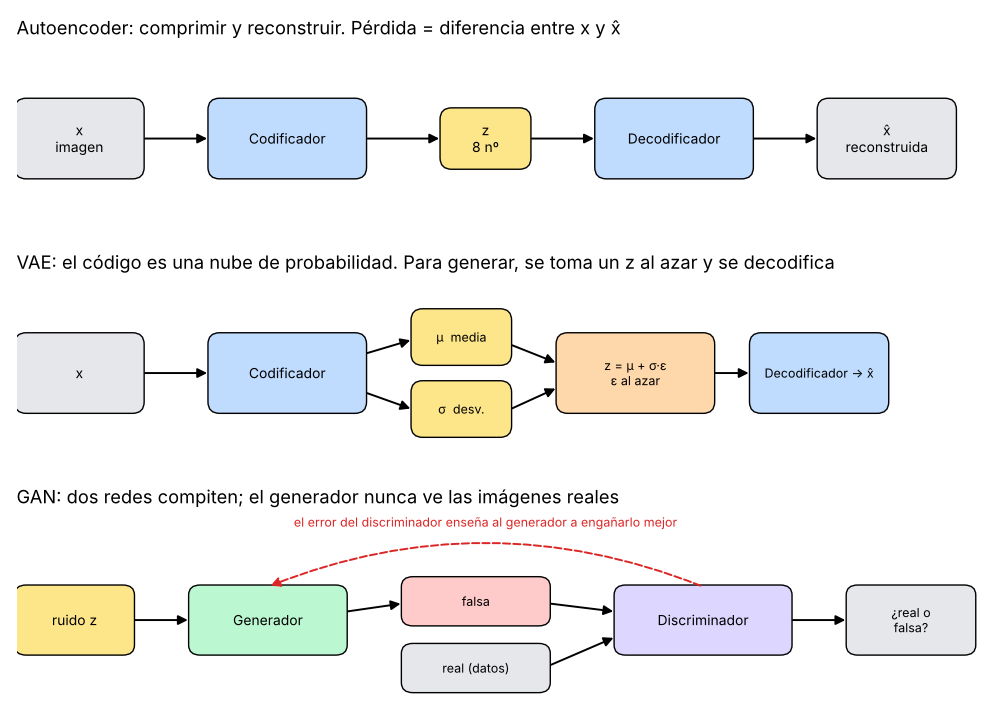 Autoencoder: comprimir y reconstruir. Pérdida = diferencia entre x y x̂
x
imagen
Codificador
z
8 nº
Decodificador
x̂
reconstruida
VAE: el código es una nube de probabilidad. Para generar, se toma un z al azar y se decodifica
x
Codificador
μ media
σ desv.
z = μ + σ·ε
ε al azar
Decodificador → x̂
GAN: dos redes compiten; el generador nunca ve las imágenes reales
el error del discriminador enseña al generador a engañarlo mejor
ruido z
Generador
falsa
real (datos)
Discriminador
¿real o
falsa?